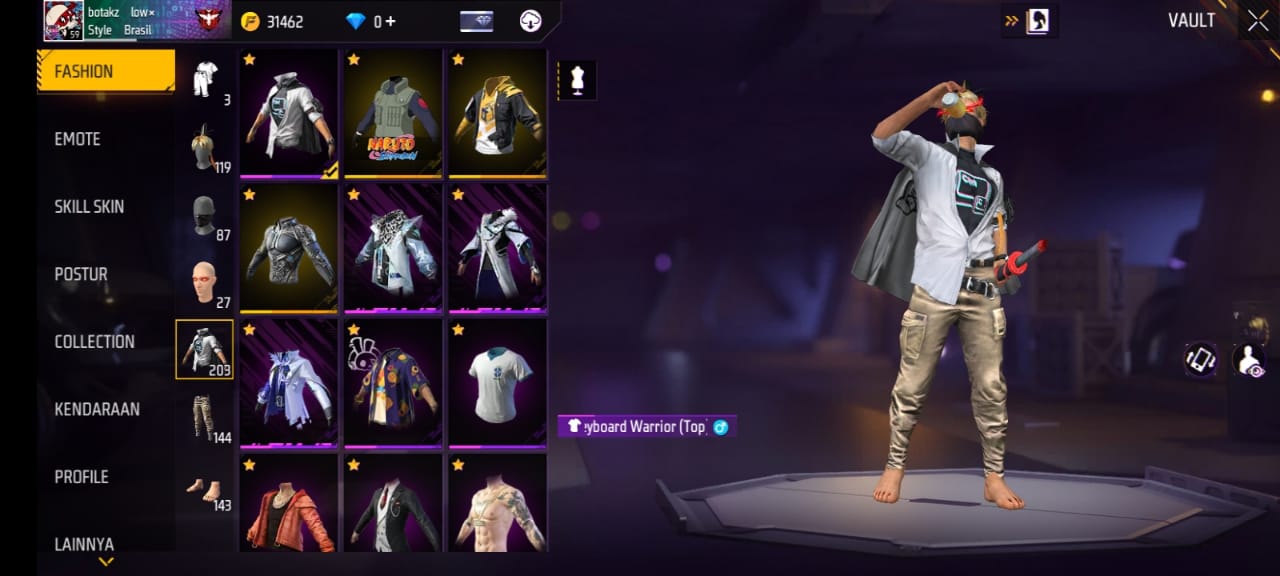 botakz low×
Style Brasil
59
31462
0+
VAULT
FASHION
EMOTE
SKILL SKIN
POSTUR
COLLECTION
KENDARAAN
PROFILE
LAINNYA
3
119
87
27
203
144
143
NARUTO
SHIPPUDEN
yboard Warrior (Top)